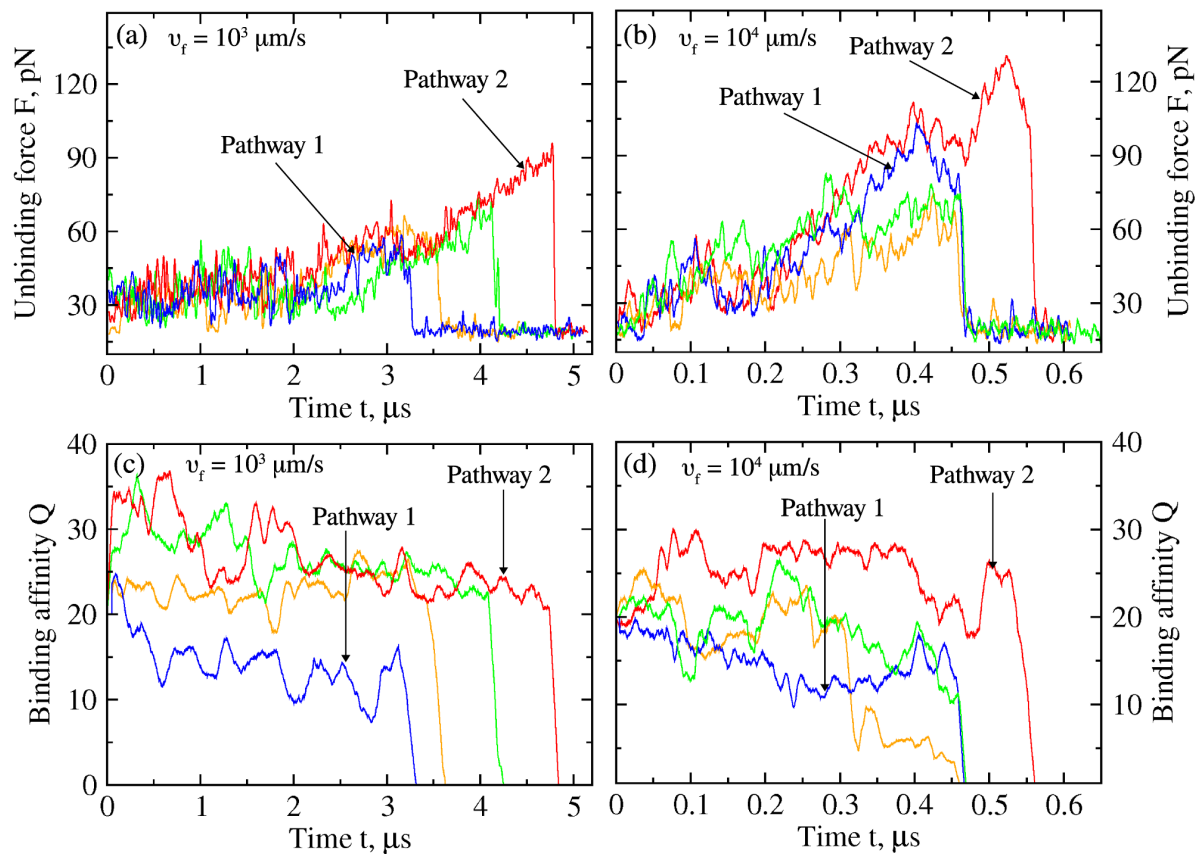 (a) υf = 10³ μm/s
Pathway 2
Pathway 1
Unbinding force F, pN
120
90
60
30
0 1 2 3 4 5
Time t, μs
(b) υf = 10⁴ μm/s
Pathway 2
Pathway 1
Unbinding force F, pN
120
90
60
30
0 0.1 0.2 0.3 0.4 0.5 0.6
Time t, μs
(c) υf = 10³ μm/s
Pathway 2
Pathway 1
Binding affinity Q
40
30
20
10
0
0 1 2 3 4 5
Time t, μs
(d) υf = 10⁴ μm/s
Pathway 2
Pathway 1
Binding affinity Q
40
30
20
10
0 0.1 0.2 0.3 0.4 0.5 0.6
Time t, μs